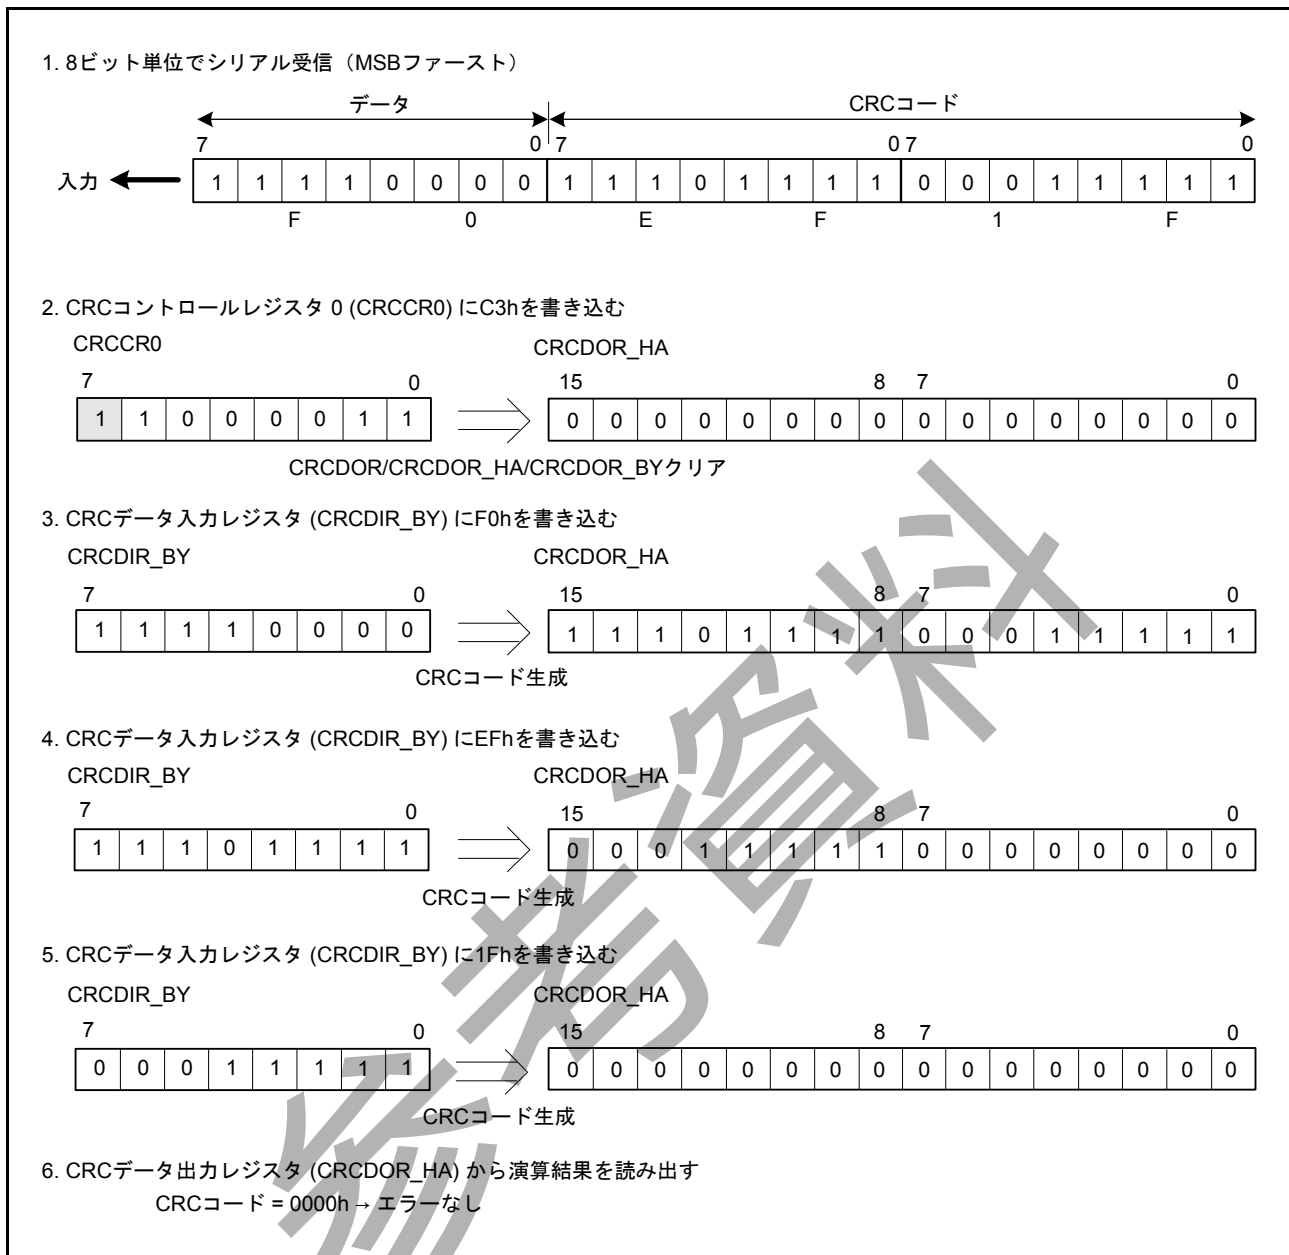 1. 8ビット単位でシリアル受信（MSBファースト）
データ CRCコード
7 0 7 0 7 0
入力 1 1 1 1 0 0 0 0 1 1 1 0 1 1 1 1 0 0 0 1 1 1 1 1
F 0 E F 1 F
2. CRCコントロールレジスタ 0 (CRCCR0) にC3hを書き込む
CRCCR0 CRCDOR_HA
7 0 15 8 7 0
1 1 0 0 0 0 1 1 0 0 0 0 0 0 0 0 0 0 0 0 0 0 0 0
CRCDOR/CRCDOR_HA/CRCDOR_BYクリア
3. CRCデータ入力レジスタ (CRCDIR_BY) にF0hを書き込む
CRCDIR_BY CRCDOR_HA
7 0 15 8 7 0
1 1 1 1 0 0 0 0 1 1 1 0 1 1 1 1 0 0 0 1 1 1 1 1
CRCコード生成
4. CRCデータ入力レジスタ (CRCDIR_BY) にEFhを書き込む
CRCDIR_BY CRCDOR_HA
7 0 15 8 7 0
1 1 1 0 1 1 1 1 0 0 0 1 1 1 1 1 0 0 0 0 0 0 0 0
CRCコード生成
5. CRCデータ入力レジスタ (CRCDIR_BY) に1Fhを書き込む
CRCDIR_BY CRCDOR_HA
7 0 15 8 7 0
0 0 0 1 1 1 1 1 0 0 0 0 0 0 0 0 0 0 0 0 0 0 0 0
CRCコード生成
6. CRCデータ出力レジスタ (CRCDOR_HA) から演算結果を読み出す
CRCコード = 0000h → エラーなし
参考資料